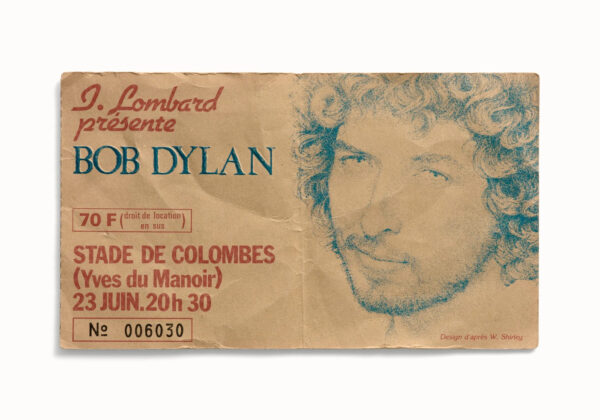 J. Lombard
présente
BOB DYLAN
70 F (droit de location
en sus)
STADE DE COLOMBES
(Yves du Manoir)
23 JUIN.20h 30
Nº 006030
Design d'après W. Shirley